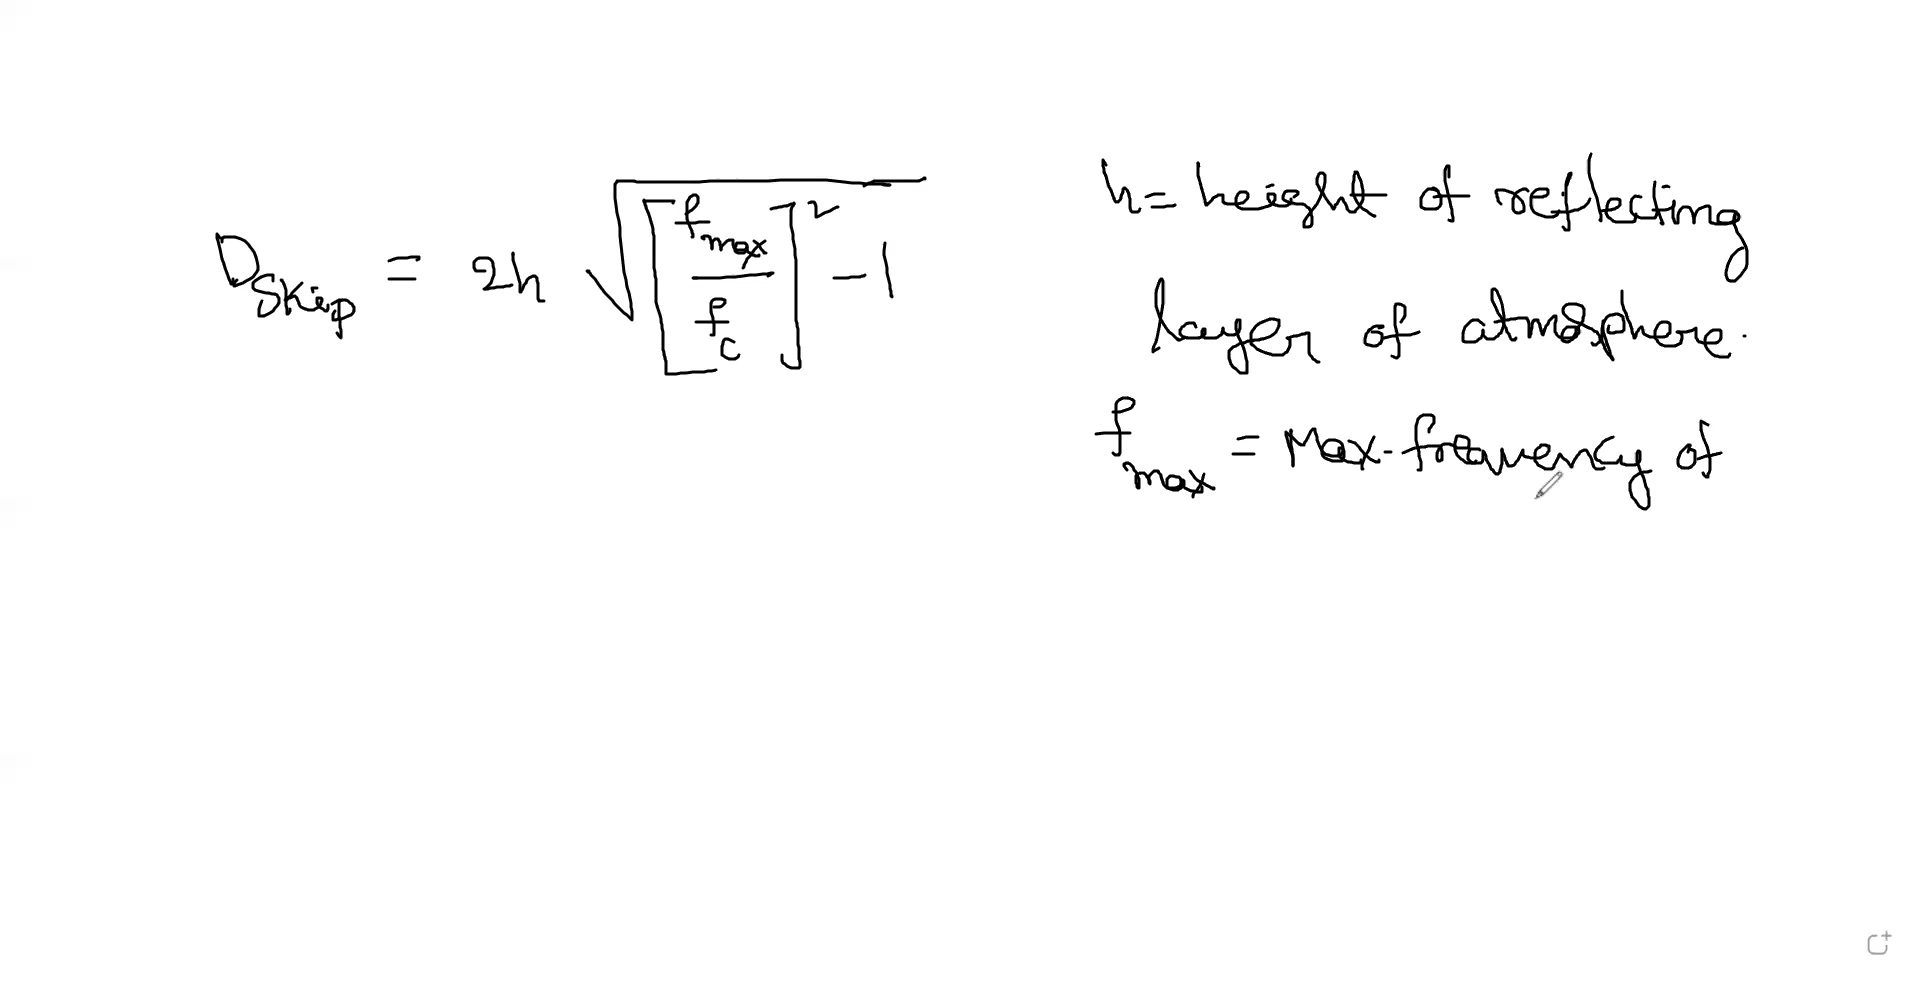 D_skip = 2h √([f_max / f_c]² - 1)
h = height of reflecting
layer of atmosphere.
f_max = Max. frequency of